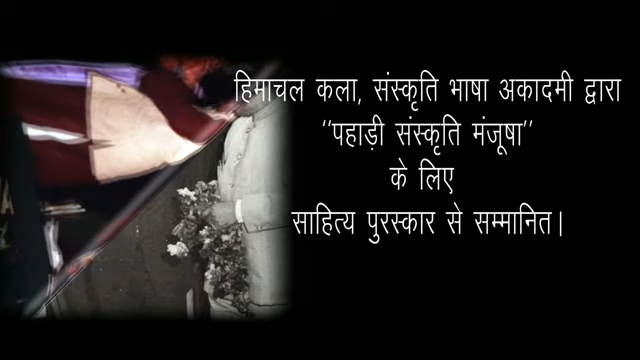 हिमाचल कला, संस्कृति भाषा अकादमी द्वारा
“पहाड़ी संस्कृति मंजूषा”
के लिए
साहित्य पुरस्कार से सम्मानित।